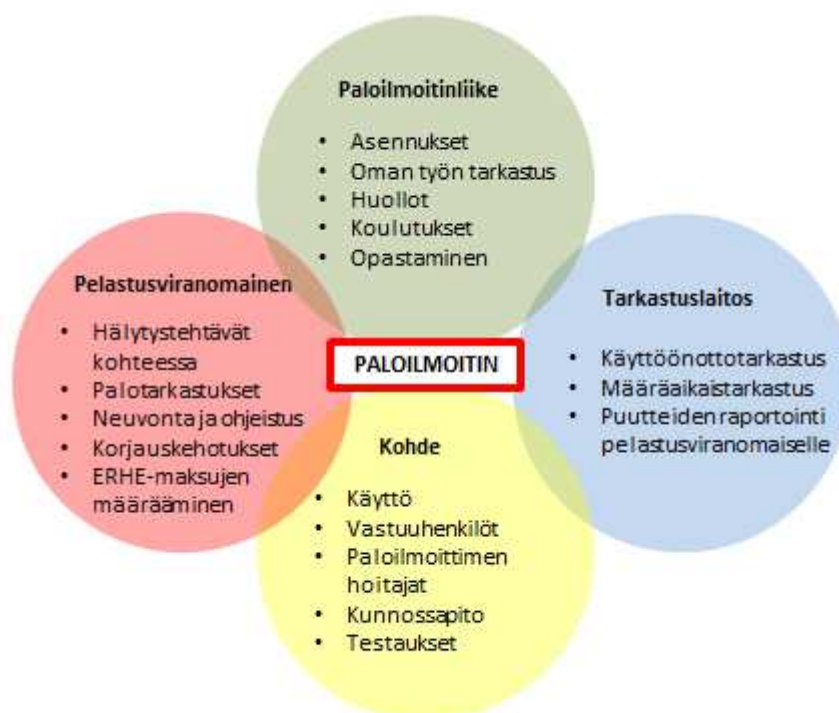 Paloilmoitinliike
• Asennukset
• Oman työn tarkastus
• Huollot
• Koulutukset
• Opastaminen
Pelastusviranomainen
• Hälytystehtävät
kohteessa
• Palotarkastukset
• Neuvonta ja ohjeistus
• Korjauskehotukset
• ERHE-maksujen
määrääminen
PALOILMOITIN
Tarkastuslaitos
• Käyttöönottotarkastus
• Määräaikaistarkastus
• Puutteiden raportointi
pelastusviranomaiselle
Kohde
• Käyttö
• Vastuuhenkilöt
• Paloilmoittimen
hoitajat
• Kunnossapito
• Testaukset